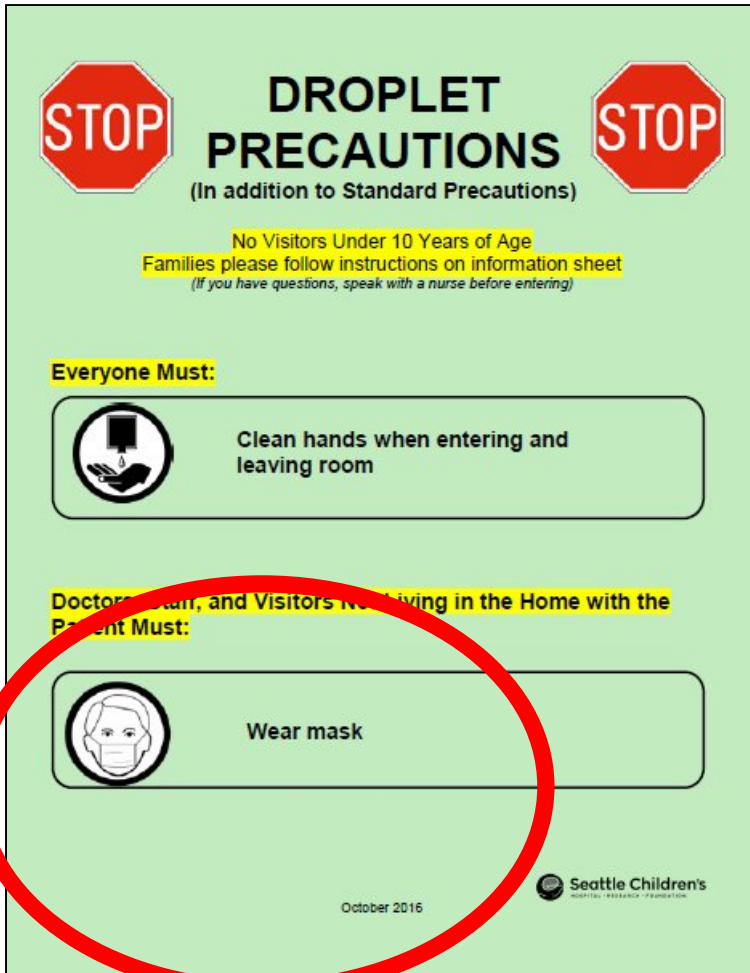 STOP
DROPLET
PRECAUTIONS
STOP
(In addition to Standard Precautions)
No Visitors Under 10 Years of Age
Families please follow instructions on information sheet
(If you have questions, speak with a nurse before entering)
Everyone Must:
Clean hands when entering and
leaving room
and Visitors Living in the Home with the
Must:
Wear mask
Seattle Children's
HOSPITAL • RESEARCH • FOUNDATION
October 2016